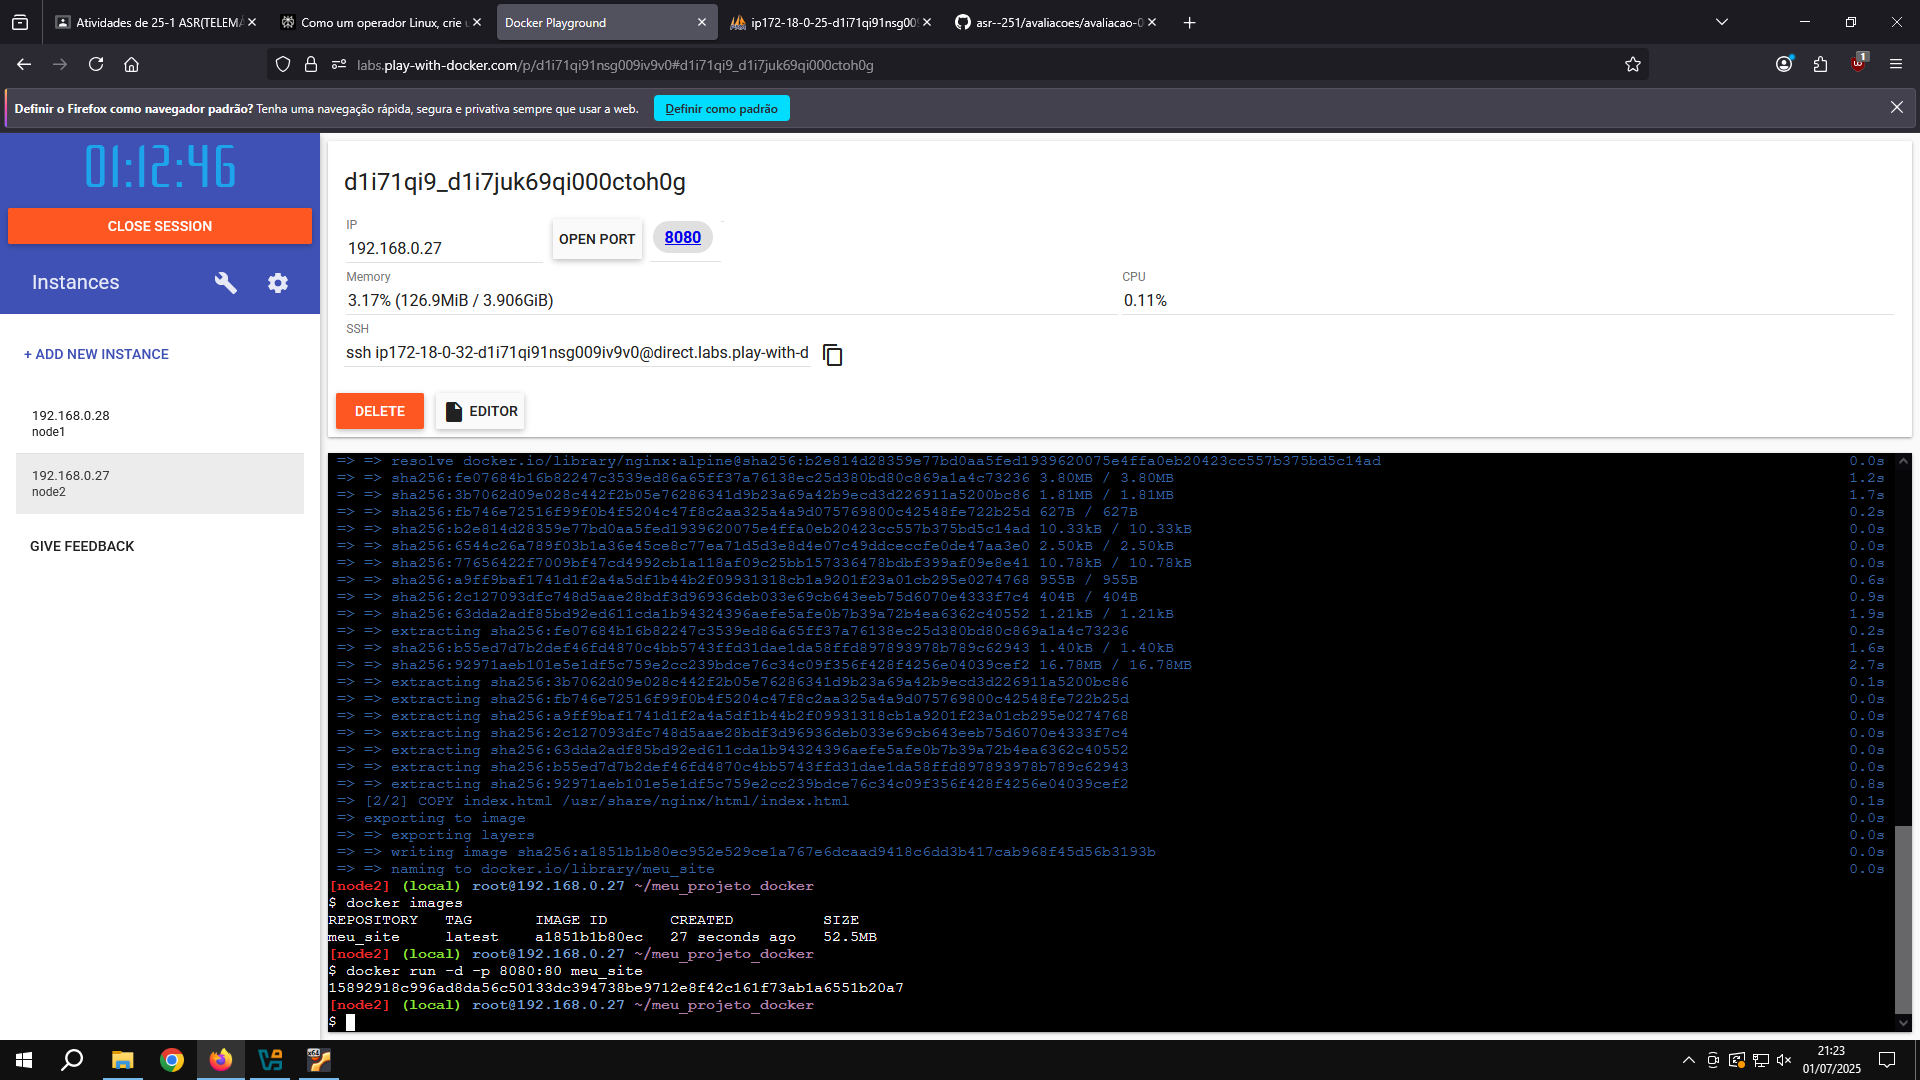 Atividades de 25-1 ASR(TELEMÁ
Como um operador Linux, crie u
Docker Playground
ip172-18-0-25-d1i71qi91nsg009
asr--251/avaliacoes/avaliacao-0
labs.play-with-docker.com/p/d1i71qi91nsg009iv9v0#d1i71qi9_d1i7juk69qi000ctoh0g
1
Definir o Firefox como navegador padrão? Tenha uma navegação rápida, segura e privativa sempre que usar a web.
Definir como padrão
01:12:46
CLOSE SESSION
Instances
+ ADD NEW INSTANCE
192.168.0.28
node1
192.168.0.27
node2
GIVE FEEDBACK
d1i71qi9_d1i7juk69qi000ctoh0g
IP
192.168.0.27
OPEN PORT
8080
Memory
3.17% (126.9MiB / 3.906GiB)
CPU
0.11%
SSH
ssh ip172-18-0-32-d1i71qi91nsg009iv9v0@direct.labs.play-with-d
DELETE
EDITOR
=> => resolve docker.io/library/nginx:alpine@sha256:b2e814d28359e77bd0aa5fed1939620075e4ffa0eb20423cc557b375bd5c14ad 0.0s
=> => sha256:fe07684b16b82247c3539ed86a65ff37a76138ec25d380bd80c869a1a4c73236 3.80MB / 3.80MB 1.2s
=> => sha256:3b7062d09e028c442f2b05e76286341d9b23a69a42b9ecd3d226911a5200bc86 1.81MB / 1.81MB 1.7s
=> => sha256:fb746e72516f99f0b4f5204c47f8c2aa325a4a9d075769800c42548fe722b25d 627B / 627B 0.2s
=> => sha256:b2e814d28359e77bd0aa5fed1939620075e4ffa0eb20423cc557b375bd5c14ad 10.33kB / 10.33kB 0.0s
=> => sha256:6544c26a789f03b1a36e45ce8c77ea71d5d3e8d4e07c49ddceccfe0de47aa3e0 2.50kB / 2.50kB 0.0s
=> => sha256:77656422f7009bf47cd4992cb1a118af09c25bb157336478bdbf399af09e8e41 10.78kB / 10.78kB 0.0s
=> => sha256:a9ff9baf1741d1f2a4a5df1b44b2f09931318cb1a9201f23a01cb295e0274768 955B / 955B 0.6s
=> => sha256:2c127093dfc748d5aae28bdf3d96936deb033e69cb643eeb75d6070e4333f7c4 404B / 404B 0.9s
=> => sha256:63dda2adf85bd92ed611cda1b94324396aefe5afe0b7b39a72b4ea6362c40552 1.21kB / 1.21kB 1.9s
=> => extracting sha256:fe07684b16b82247c3539ed86a65ff37a76138ec25d380bd80c869a1a4c73236 0.2s
=> => sha256:b55ed7d7b2def46fd4870c4bb5743ffd31dae1da58ffd897893978b789c62943 1.40kB / 1.40kB 1.6s
=> => sha256:92971aeb101e5e1df5c759e2cc239bdce76c34c09f356f428f4256e04039cef2 16.78MB / 16.78MB 2.7s
=> => extracting sha256:3b7062d09e028c442f2b05e76286341d9b23a69a42b9ecd3d226911a5200bc86 0.1s
=> => extracting sha256:fb746e72516f99f0b4f5204c47f8c2aa325a4a9d075769800c42548fe722b25d 0.0s
=> => extracting sha256:a9ff9baf1741d1f2a4a5df1b44b2f09931318cb1a9201f23a01cb295e0274768 0.0s
=> => extracting sha256:2c127093dfc748d5aae28bdf3d96936deb033e69cb643eeb75d6070e4333f7c4 0.0s
=> => extracting sha256:63dda2adf85bd92ed611cda1b94324396aefe5afe0b7b39a72b4ea6362c40552 0.0s
=> => extracting sha256:b55ed7d7b2def46fd4870c4bb5743ffd31dae1da58ffd897893978b789c62943 0.0s
=> => extracting sha256:92971aeb101e5e1df5c759e2cc239bdce76c34c09f356f428f4256e04039cef2 0.8s
=> [2/2] COPY index.html /usr/share/nginx/html/index.html 0.1s
=> exporting to image 0.0s
=> => exporting layers 0.0s
=> => writing image sha256:a1851b1b80ec952e529ce1a767e6dcaad9418c6dd3b417cab968f45d56b3193b 0.0s
=> => naming to docker.io/library/meu_site 0.0s
[node2] (local) root@192.168.0.27 ~/meu_projeto_docker
$ docker images
REPOSITORY TAG IMAGE ID CREATED SIZE
meu_site latest a1851b1b80ec 27 seconds ago 52.5MB
[node2] (local) root@192.168.0.27 ~/meu_projeto_docker
$ docker run -d -p 8080:80 meu_site
15892918c996ad8da56c50133dc394738be9712e8f42c161f73ab1a6551b20a7
[node2] (local) root@192.168.0.27 ~/meu_projeto_docker
$
21:23
01/07/2025